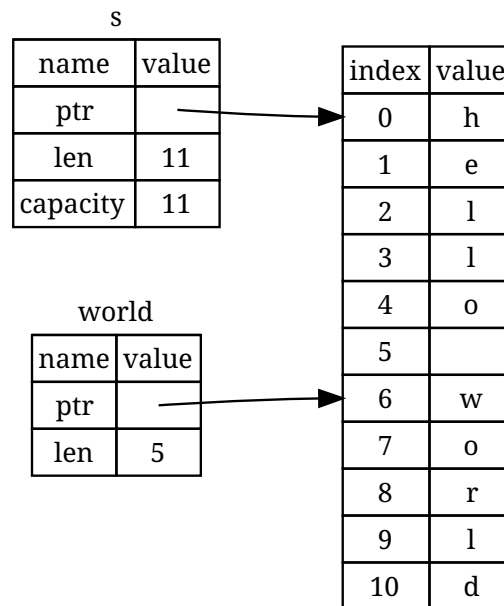 s
name value
ptr
len 11
capacity 11
world
name value
ptr
len 5
index value
0 h
1 e
2 l
3 l
4 o
5
6 w
7 o
8 r
9 l
10 d